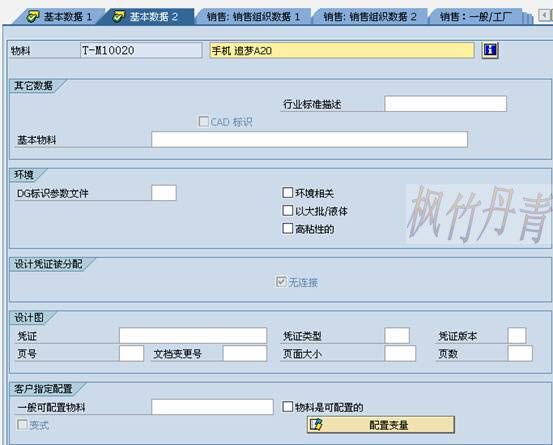 基本数据 1 基本数据 2 销售: 销售组织数据 1 销售: 销售组织数据 2 销售：一般/工厂
物料 T-M10020 手机 追梦A20
其它数据
行业标准描述
CAD 标识
基本物料
环境
DG标识参数文件 环境相关
以大批/液体
高粘性的
枫竹丹青
设计凭证被分配
无连接
设计图
凭证 凭证类型 凭证版本
页号 文档变更号 页面大小 页数
客户指定配置
一般可配置物料 物料是可配置的
变式 配置变量